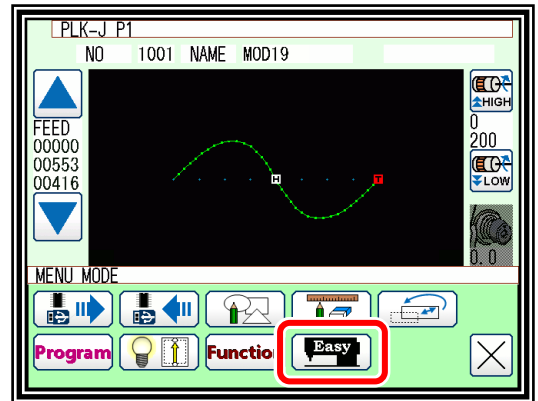 PLK-J P1
NO 1001 NAME MOD19
HIGH
FEED
00000
00553
00416
0
200
LOW
H
T
0.0
MENU MODE
Program
Functio
Easy